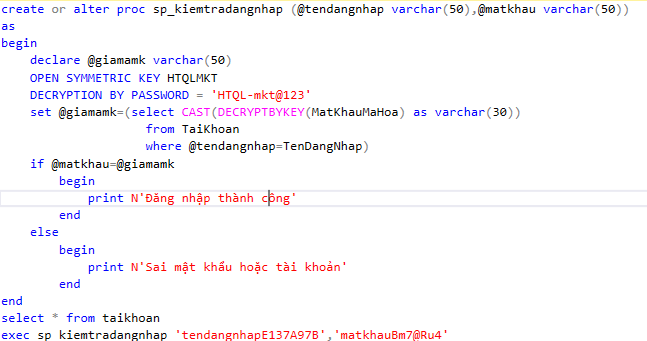 create or alter proc sp_kiemtradangnhap (@tendangnhap varchar(50),@matkhau varchar(50))
as
begin
declare @giamamk varchar(50)
OPEN SYMMETRIC KEY HTQLMKT
DECRYPTION BY PASSWORD = 'HTQL-mkt@123'
set @giamamk=(select CAST(DECRYPTBYKEY(MatKhauMaHoa) as varchar(30))
from TaiKhoan
where @tendangnhap=TenDangNhap)
if @matkhau=@giamamk
begin
print N'Đăng nhập thành công'
end
else
begin
print N'Sai mật khẩu hoặc tài khoản'
end
end
select * from taikhoan
exec sp_kiemtradangnhap 'tendangnhapE137A97B','matkhauBm7@Ru4'